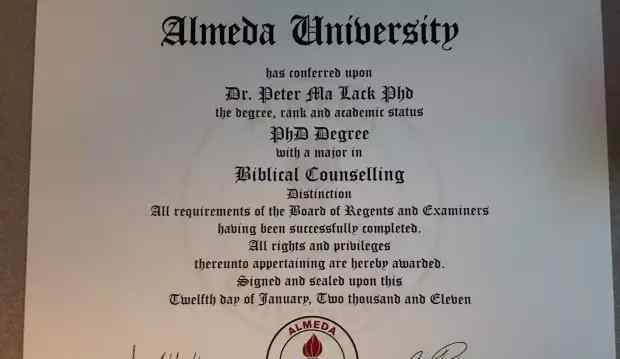 Almeda University
has conferred upon
Dr. Peter Ma Lack Phd
the degree, rank and academic status
PhD Degree
with a major in
Biblical Counselling
Distinction
All requirements of the Board of Regents and Examiners
having been successfully completed.
All rights and privileges
thereunto appertaining are hereby awarded.
Signed and sealed upon this
Twelfth day of January, Two thousand and Eleven
ALMEDA